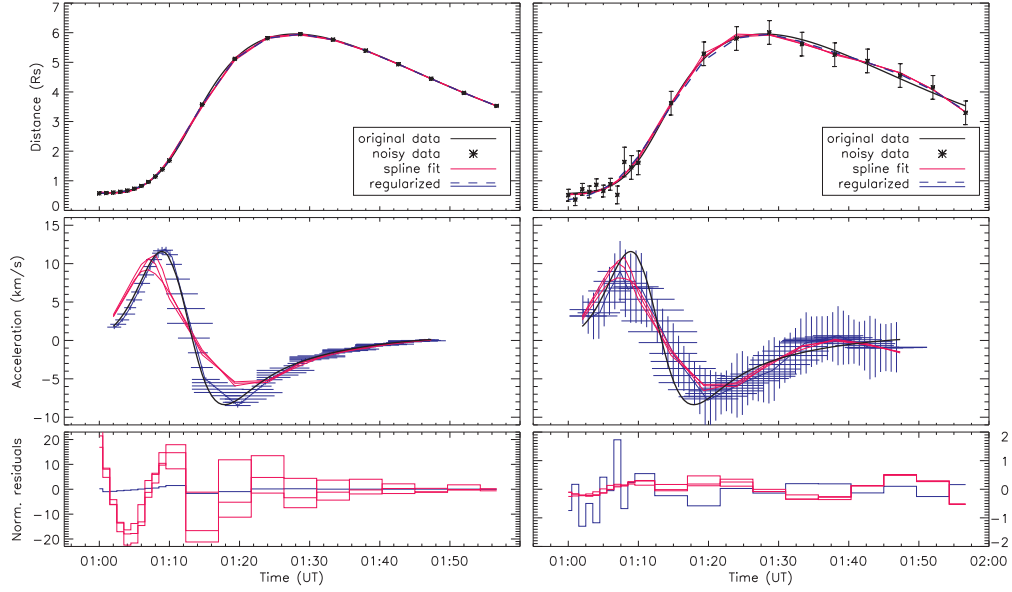 Distance (Rs)
6
5
4
3
2
1
0
original data
noisy data
spline fit
regularized
original data
noisy data
spline fit
regularized
Acceleration (km/s)
15
10
5
0
−5
−10
Norm. residuals
20
10
0
−10
−20
2
1
0
−1
−2
01:00 01:10 01:20 01:30 01:40 01:50
Time (UT)
01:00 01:10 01:20 01:30 01:40 01:50 02:00
Time (UT)